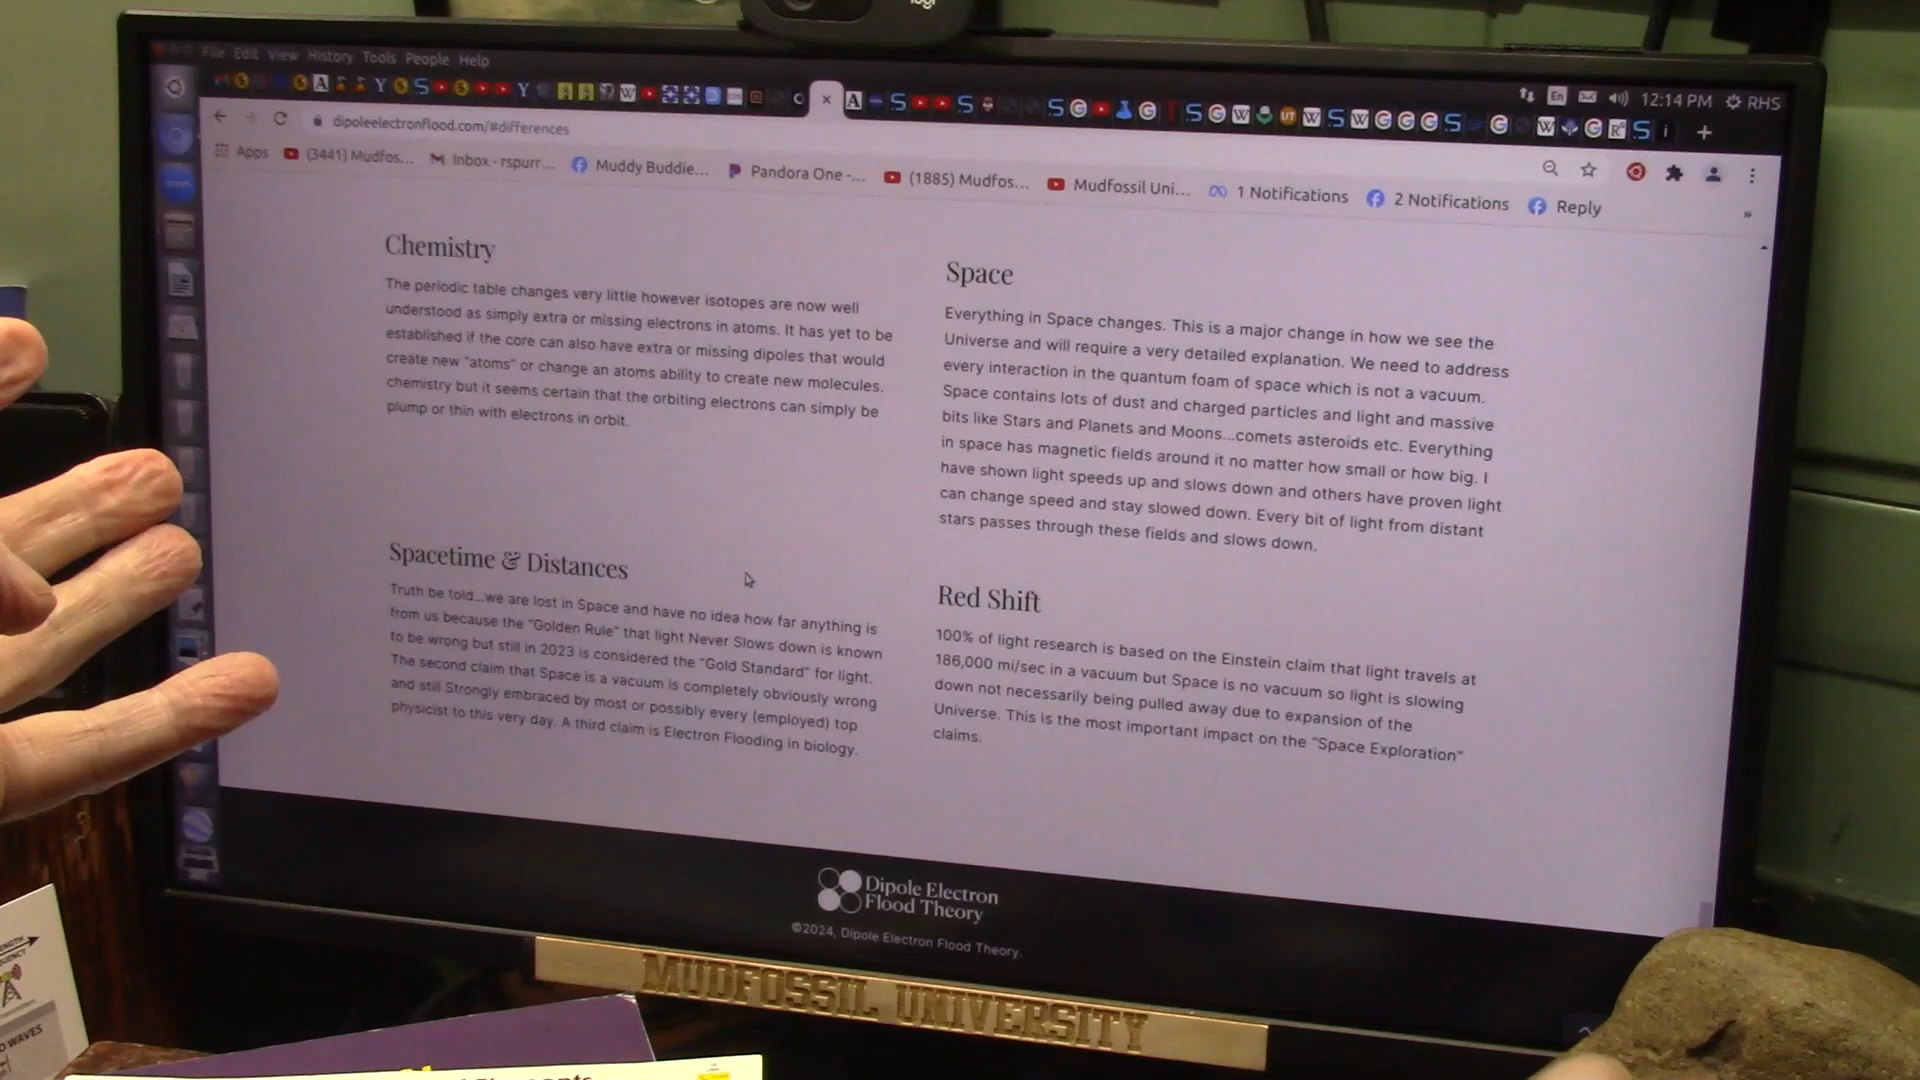 logi
File Edit View History Tools People Help
En 12:14 PM RHS
dipoleelectronflood.com/#differences
Apps (3441) Mudfos... Inbox - rspurr... Muddy Buddie... Pandora One -... (1885) Mudfos... Mudfossil Uni... 1 Notifications 2 Notifications Reply
Chemistry
The periodic table changes very little however isotopes are now well
understood as simply extra or missing electrons in atoms. It has yet to be
established if the core can also have extra or missing dipoles that would
create new "atoms" or change an atoms ability to create new molecules.
chemistry but it seems certain that the orbiting electrons can simply be
plump or thin with electrons in orbit.
Space
Everything in Space changes. This is a major change in how we see the
Universe and will require a very detailed explanation. We need to address
every interaction in the quantum foam of space which is not a vacuum.
Space contains lots of dust and charged particles and light and massive
bits like Stars and Planets and Moons...comets asteroids etc. Everything
in space has magnetic fields around it no matter how small or how big. I
have shown light speeds up and slows down and others have proven light
can change speed and stay slowed down. Every bit of light from distant
stars passes through these fields and slows down.
Spacetime & Distances
Truth be told...we are lost in Space and have no idea how far anything is
from us because the "Golden Rule" that light Never Slows down is known
to be wrong but still in 2023 is considered the "Gold Standard" for light.
The second claim that Space is a vacuum is completely obviously wrong
and still Strongly embraced by most or possibly every (employed) top
physicist to this very day. A third claim is Electron Flooding in biology.
Red Shift
100% of light research is based on the Einstein claim that light travels at
186,000 mi/sec in a vacuum but Space is no vacuum so light is slowing
down not necessarily being pulled away due to expansion of the
Universe. This is the most important impact on the "Space Exploration"
claims.
Dipole Electron
Flood Theory
©2024, Dipole Electron Flood Theory.
MUDFOSSIL UNIVERSITY
WAVES